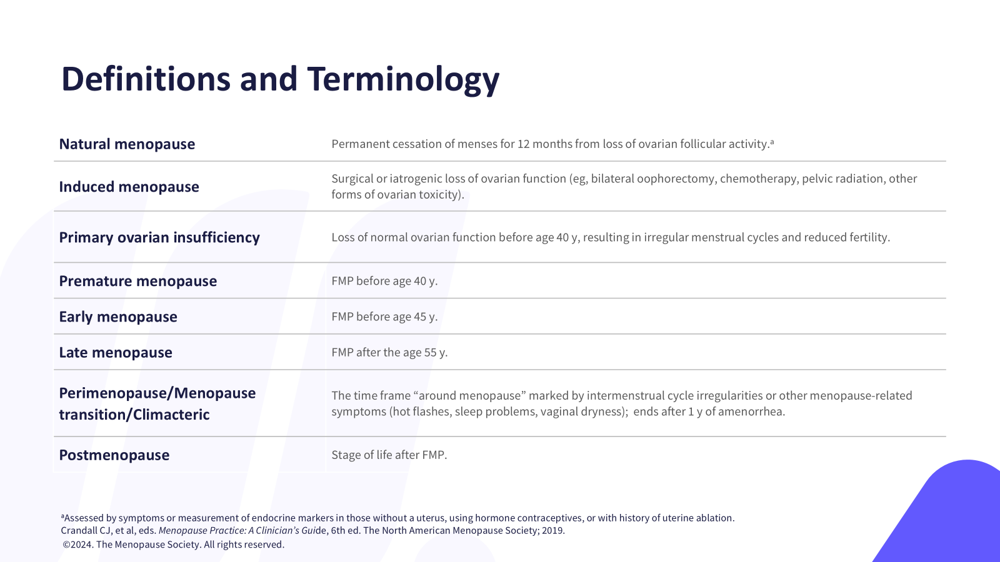 Definitions and Terminology
Natural menopause
Permanent cessation of menses for 12 months from loss of ovarian follicular activity.ª
Induced menopause
Surgical or iatrogenic loss of ovarian function (eg, bilateral oophorectomy, chemotherapy, pelvic radiation, other
forms of ovarian toxicity).
Primary ovarian insufficiency
Loss of normal ovarian function before age 40 y, resulting in irregular menstrual cycles and reduced fertility.
Premature menopause
FMP before age 40 y.
Early menopause
FMP before age 45 y.
Late menopause
FMP after the age 55 y.
Perimenopause/Menopause
transition/Climacteric
The time frame “around menopause” marked by intermenstrual cycle irregularities or other menopause-related
symptoms (hot flashes, sleep problems, vaginal dryness);  ends after 1 y of amenorrhea.
Postmenopause
Stage of life after FMP.
ªAssessed by symptoms or measurement of endocrine markers in those without a uterus, using hormone contraceptives, or with history of uterine ablation.
Crandall CJ, et al, eds. Menopause Practice: A Clinician’s Guide, 6th ed. The North American Menopause Society; 2019.
©2024. The Menopause Society. All rights reserved.